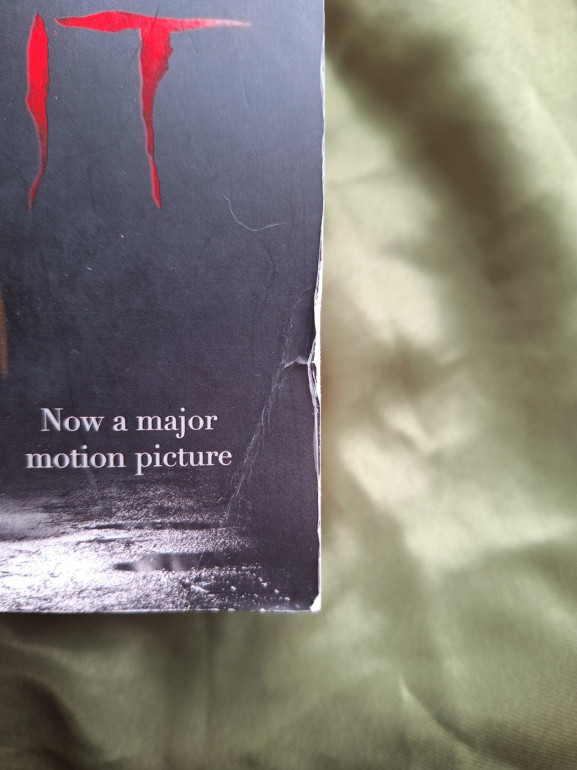 IT
Now a major
motion picture